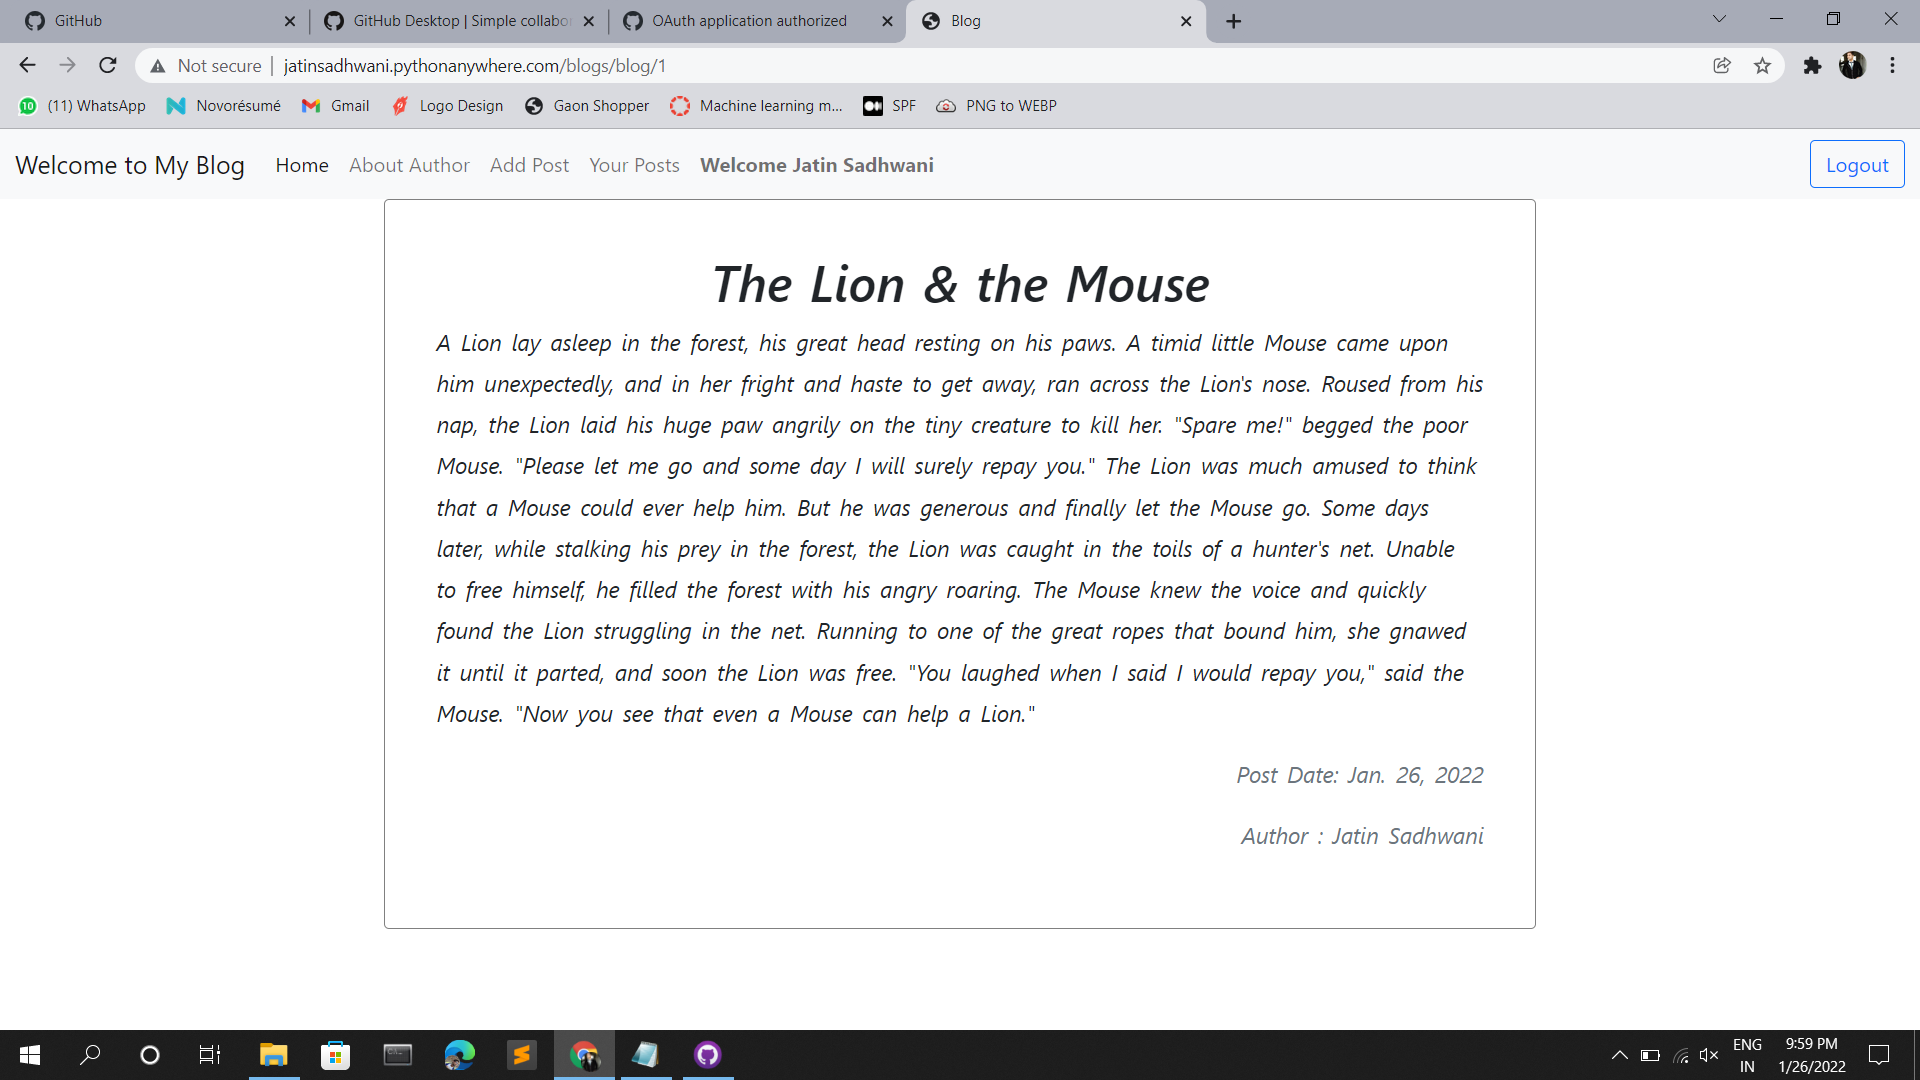 GitHub
GitHub Desktop | Simple collabor
OAuth application authorized
Blog
Not secure
jatinsadhwani.pythonanywhere.com/blogs/blog/1
10
(11) WhatsApp
Novorésumé
Gmail
Logo Design
Gaon Shopper
Machine learning m...
SPF
PNG to WEBP
Welcome to My Blog
Home
About Author
Add Post
Your Posts
Welcome Jatin Sadhwani
Logout
The Lion & the Mouse
A Lion lay asleep in the forest, his great head resting on his paws. A timid little Mouse came upon
him unexpectedly, and in her fright and haste to get away, ran across the Lion's nose. Roused from his
nap, the Lion laid his huge paw angrily on the tiny creature to kill her. "Spare me!" begged the poor
Mouse. "Please let me go and some day I will surely repay you." The Lion was much amused to think
that a Mouse could ever help him. But he was generous and finally let the Mouse go. Some days
later, while stalking his prey in the forest, the Lion was caught in the toils of a hunter's net. Unable
to free himself, he filled the forest with his angry roaring. The Mouse knew the voice and quickly
found the Lion struggling in the net. Running to one of the great ropes that bound him, she gnawed
it until it parted, and soon the Lion was free. "You laughed when I said I would repay you," said the
Mouse. "Now you see that even a Mouse can help a Lion."
Post Date: Jan. 26, 2022
Author : Jatin Sadhwani
ENG
IN
9:59 PM
1/26/2022